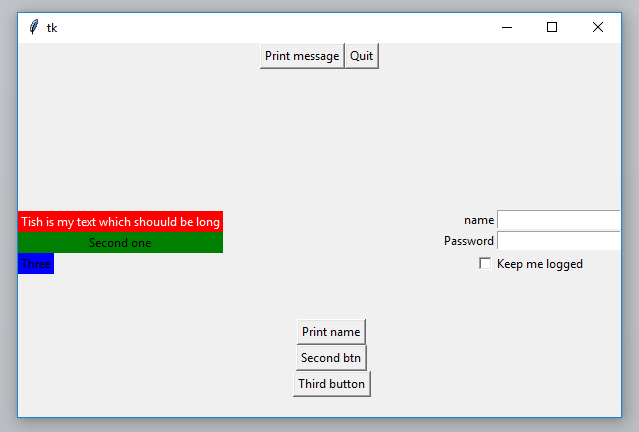 tk
Print message Quit
Tish is my text which shouuld be long
Second one
Three
name
Password
Keep me logged
Print name
Second btn
Third button